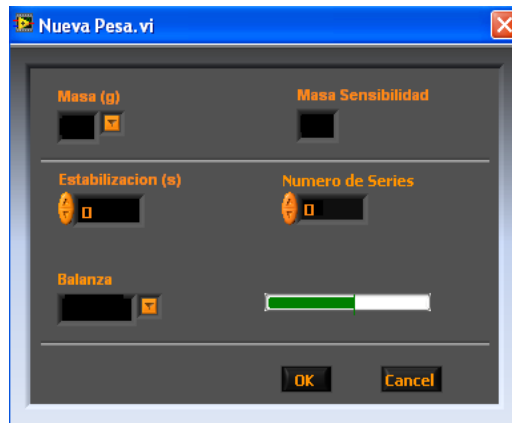 Nueva Pesa.vi
Masa (g)
Masa Sensibilidad
Estabilizacion (s)
Numero de Series
0
0
Balanza
OK
Cancel